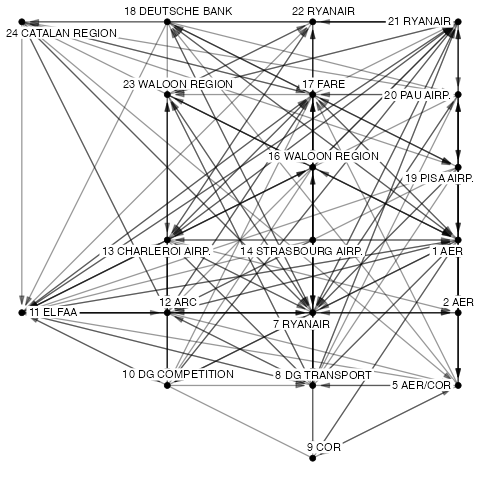 18 DEUTSCHE BANK
22 RYANAIR
21 RYANAIR
24 CATALAN REGION
23 WALOON REGION
17 FARE
20 PAU AIRP.
16 WALOON REGION
19 PISA AIRP.
13 CHARLEROI AIRP.
14 STRASBOURG AIRP.
1 AER
11 ELFAA
12 ARC
7 RYANAIR
2 AER
10 DG COMPETITION
8 DG TRANSPORT
5 AER/COR
9 COR